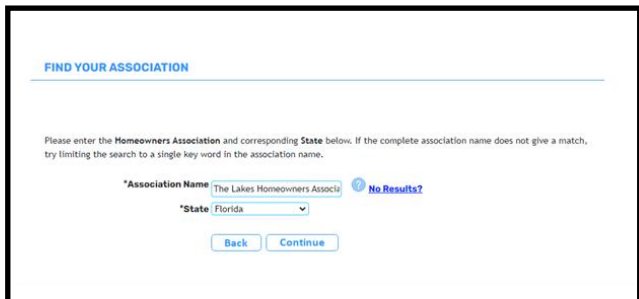 FIND YOUR ASSOCIATION
Please enter the Homeowners Association and corresponding State below. If the complete association name does not give a match,
try limiting the search to a single key word in the association name.
*Association Name The Lakes Homeowners Associa ? No Results?
*State Florida
Back Continue